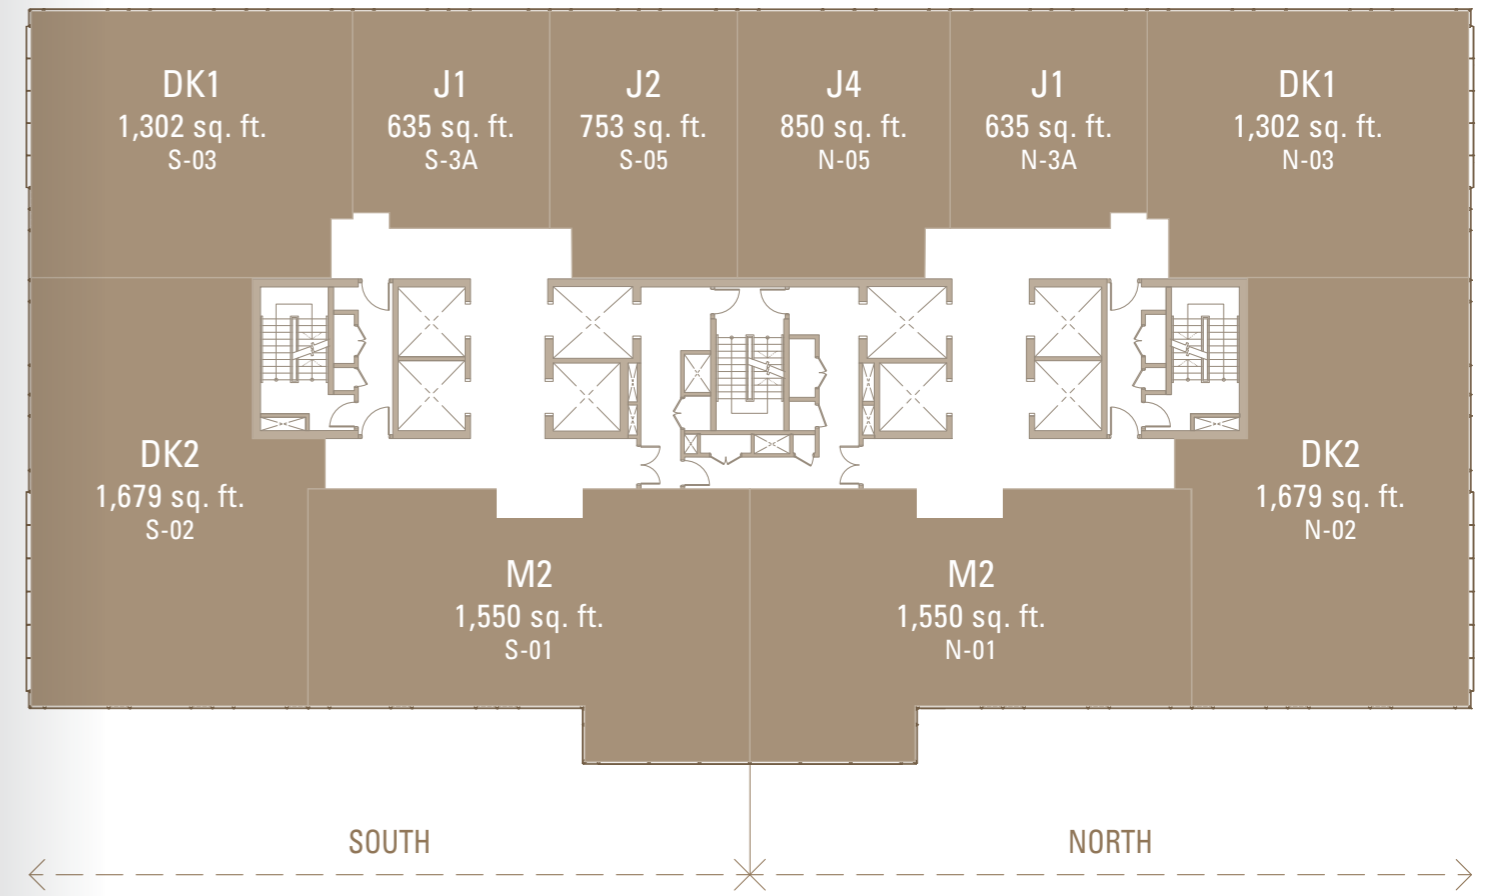 DK1
1,302 sq. ft.
S-03
J1
635 sq. ft.
S-3A
J2
753 sq. ft.
S-05
J4
850 sq. ft.
N-05
J1
635 sq. ft.
N-3A
DK1
1,302 sq. ft.
N-03
DK2
1,679 sq. ft.
S-02
DK2
1,679 sq. ft.
N-02
M2
1,550 sq. ft.
S-01
M2
1,550 sq. ft.
N-01
SOUTH
NORTH